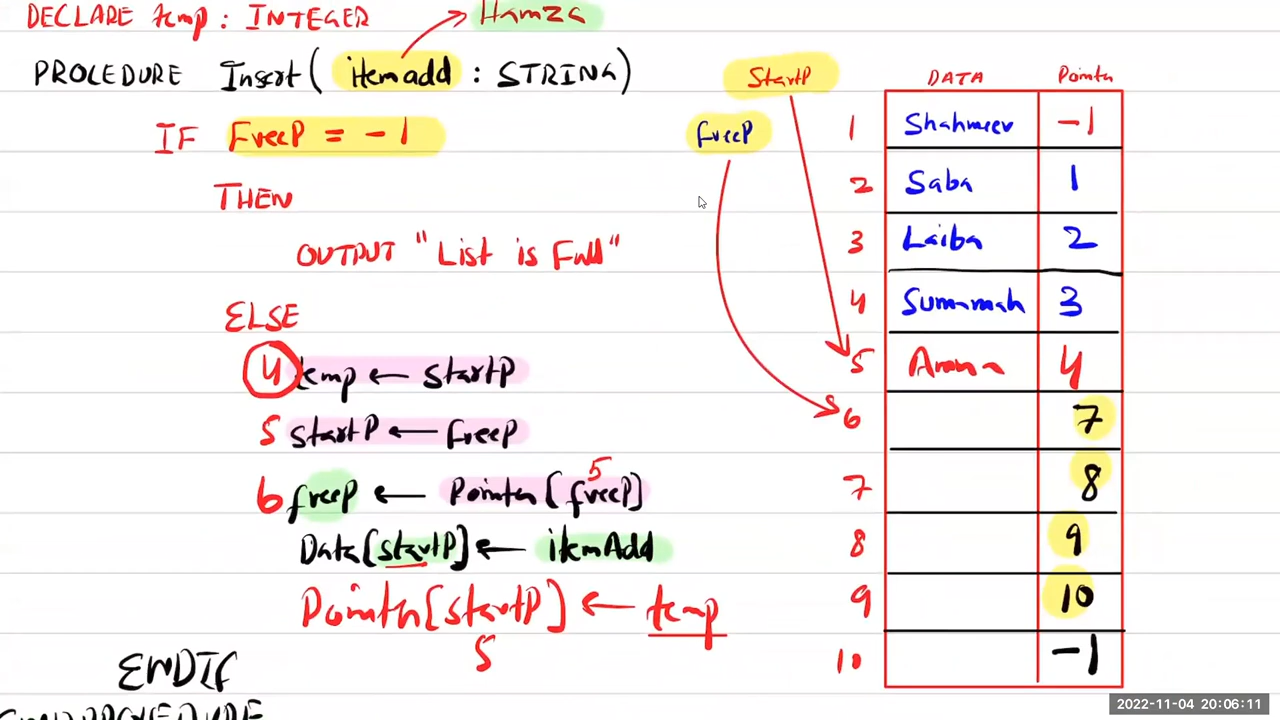 DECLARE temp : INTEGER
Hamza
PROCEDURE Insert( itemadd : STRING)
IF FreeP = -1
THEN
OUTPUT "List is Full"
ELSE
4 temp ← startP
5 startP ← freeP
5
6 freeP ← Pointer[freeP]
Data[startP] ← itemAdd
Pointer[startP] ← temp
5
ENDIF
ENDPROCEDURE
StartP
freeP
DATA Pointer
1 Shahmeer -1
2 Saba 1
3 Laiba 2
4 Summah 3
5 4
6 7
7 8
8 9
9 10
10 -1
2022-11-04 20:06:11